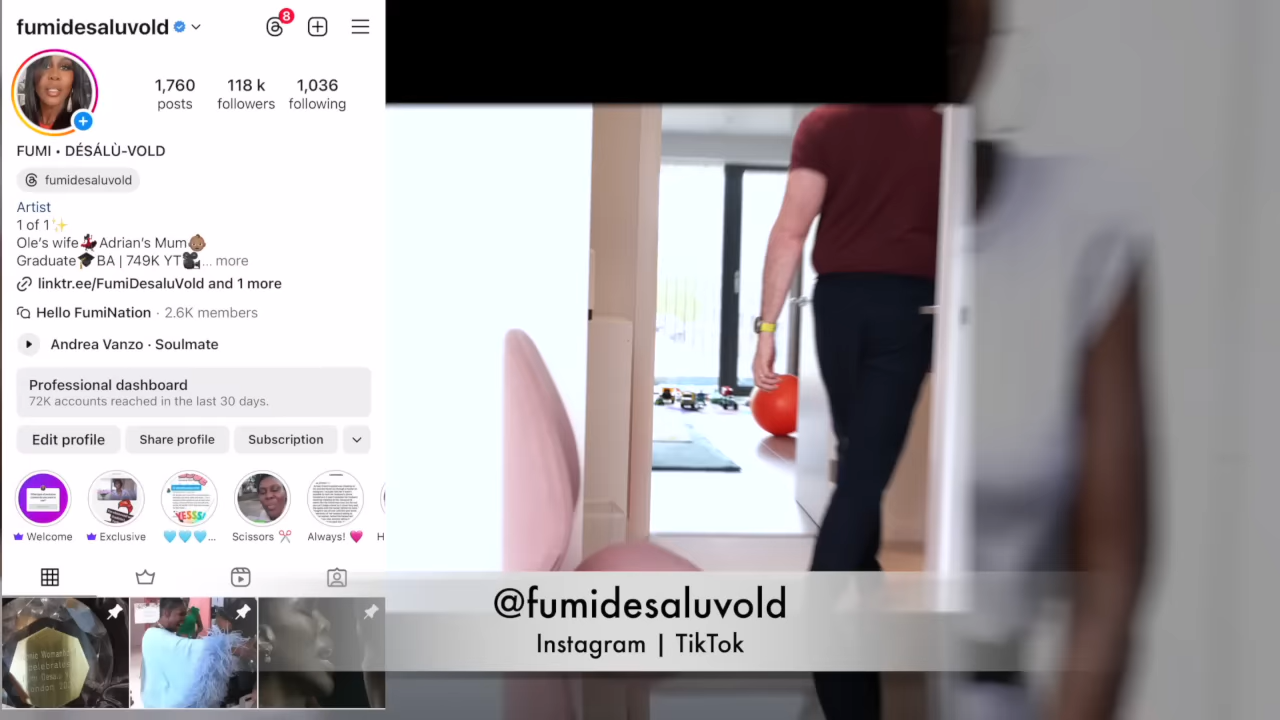 fumidesaluvold
8
1,760
posts
118 k
followers
1,036
following
FUMI • DÉSÁLÙ-VOLD
fumidesaluvold
Artist
1 of 1✨
Ole's wife💃🏿Adrian's Mum👶🏽
Graduate🎓BA | 749K YT🎥... more
linktr.ee/FumiDesaluVold and 1 more
Hello FumiNation · 2.6K members
Andrea Vanzo · Soulmate
Professional dashboard
72K accounts reached in the last 30 days.
Edit profile
Share profile
Subscription
Welcome
Exclusive
🩵🩵🩵...
Scissors ✂️
Always! 💗
H
YESSS!
@fumidesaluvold
Instagram | TikTok